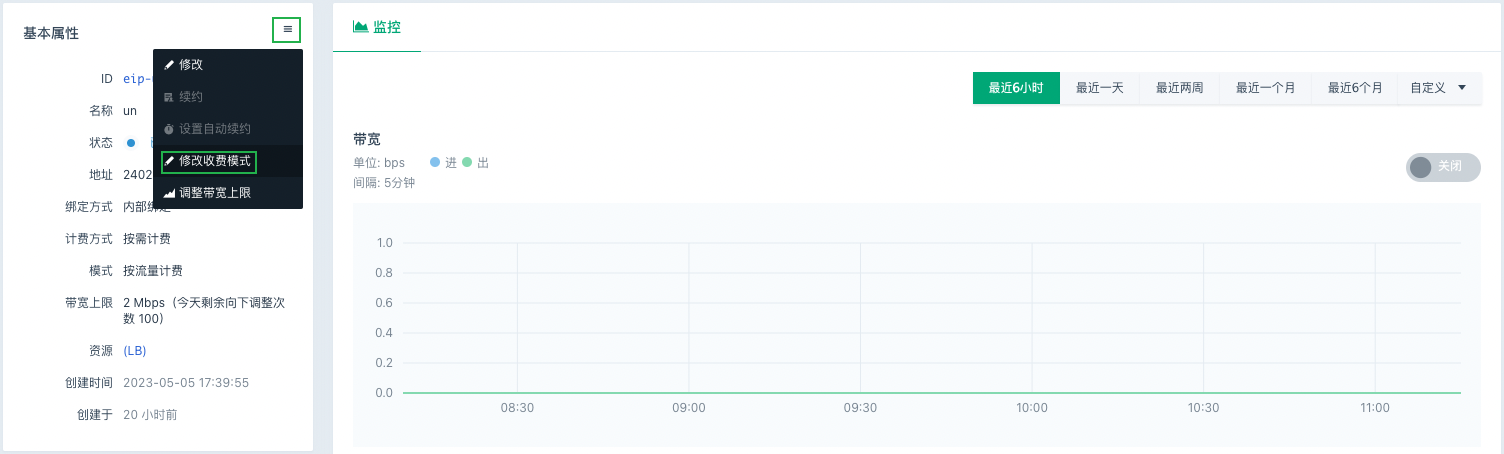 基本属性
修改
ID eip-
续约
名称 un
设置自动续约
状态
修改收费模式
地址 2402
调整带宽上限
绑定方式 内部绑定
计费方式 按需计费
模式 按流量计费
带宽上限 2 Mbps（今天剩余向下调整次
数 100）
资源 (LB)
创建时间 2023-05-05 17:39:55
创建于 20 小时前
监控
最近6小时 最近一天 最近两周 最近一个月 最近6个月 自定义
带宽
单位: bps 进 出
间隔: 5分钟
关闭
1.0
0.8
0.6
0.4
0.2
0.0
08:30 09:00 09:30 10:00 10:30 11:00